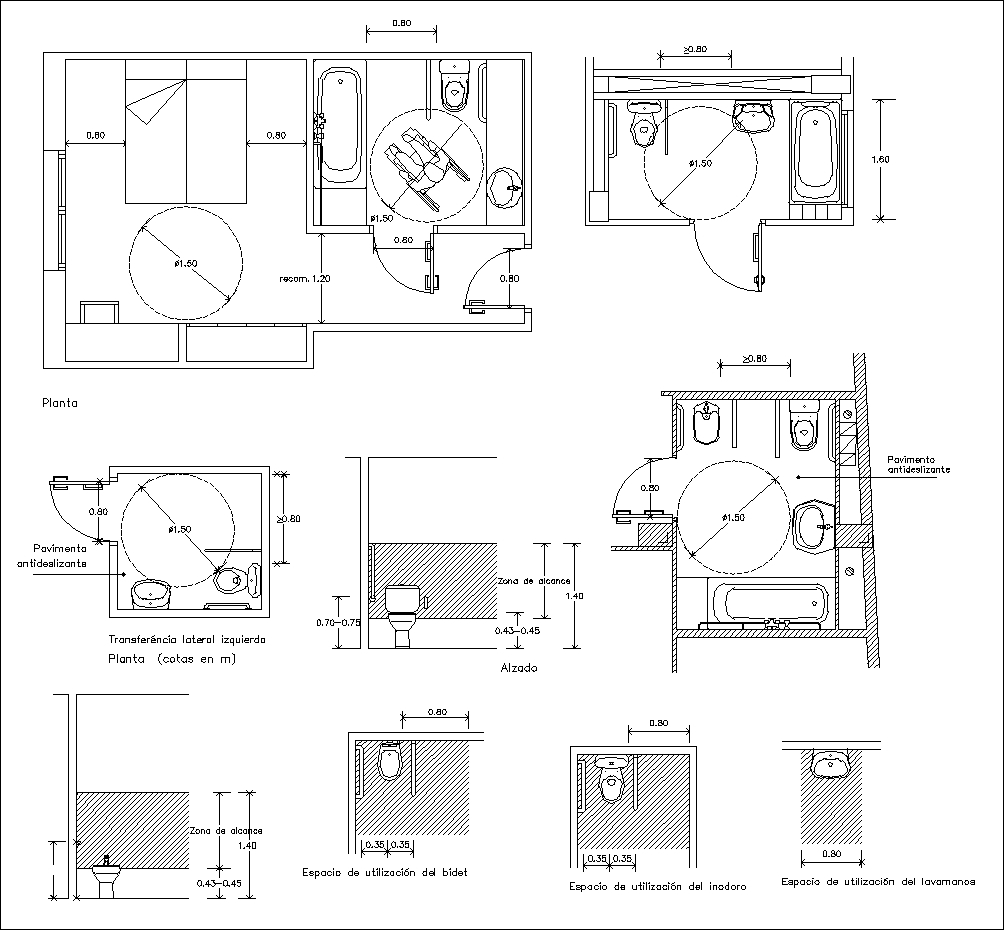 0.80
≥0.80
0.80
0.80
ø1.50
1.60
ø1.50
0.80
ø1.50
recom. 1.20
0.80
≥0.80
Planta
Pavimento
antideslizante
0.80
0.80
≥0.80
ø1.50
ø1.50
Pavimento
antideslizante
Zona de alcance
1.40
0.70-0.75
0.43-0.45
Transferéncia lateral izquierda
Planta (cotas en m)
Alzado
0.80
0.80
Zona de alcance
1.40
0.35 0.35
0.35 0.35
0.80
0.43-0.45
Espacio de utilización del bidet
Espacio de utilización del inodoro
Espacio de utilización del lavamanos